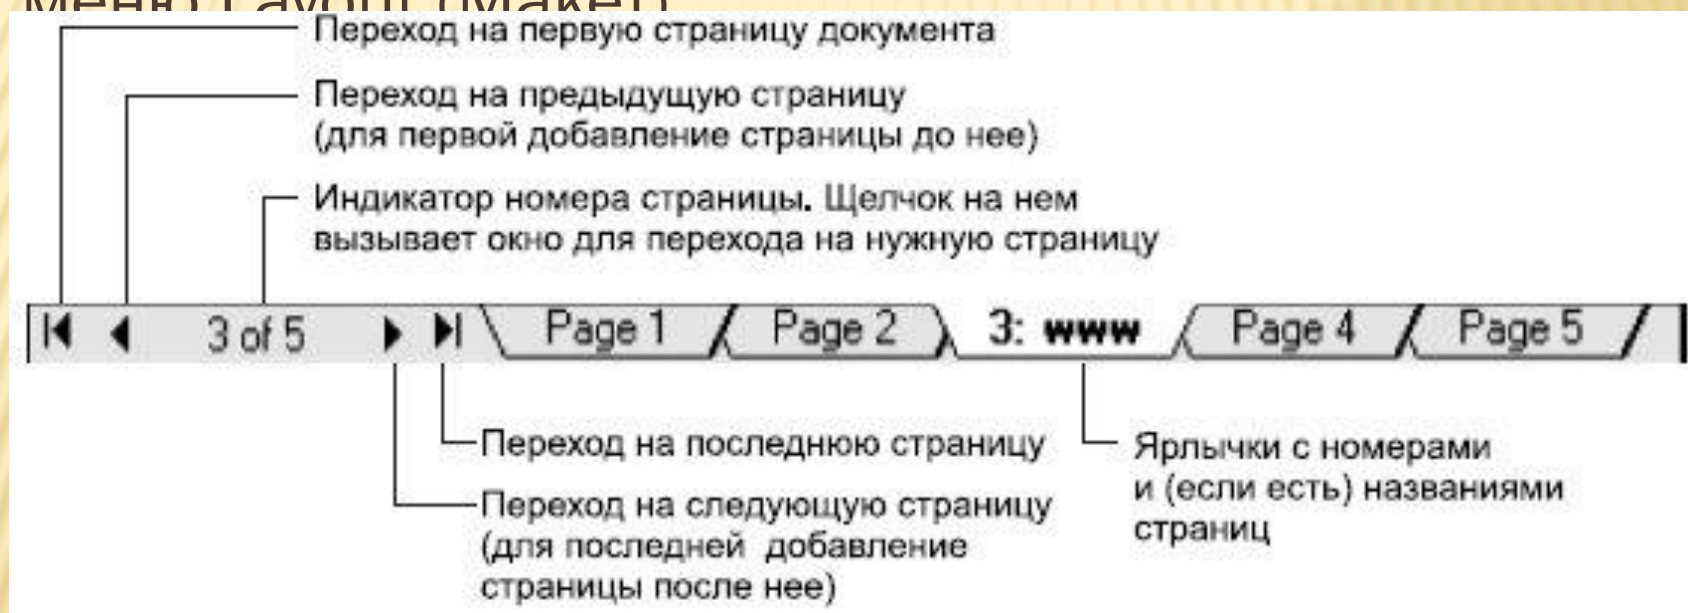 Меню Layout (Макет)
Переход на первую страницу документа
Переход на предыдущую страницу
(для первой добавление страницы до нее)
Индикатор номера страницы. Щелчок на нем
вызывает окно для перехода на нужную страницу
3 of 5 Page 1 Page 2 3: www Page 4 Page 5
Переход на последнюю страницу
Переход на следующую страницу
(для последней добавление
страницы после нее)
Ярлычки с номерами
и (если есть) названиями
страниц